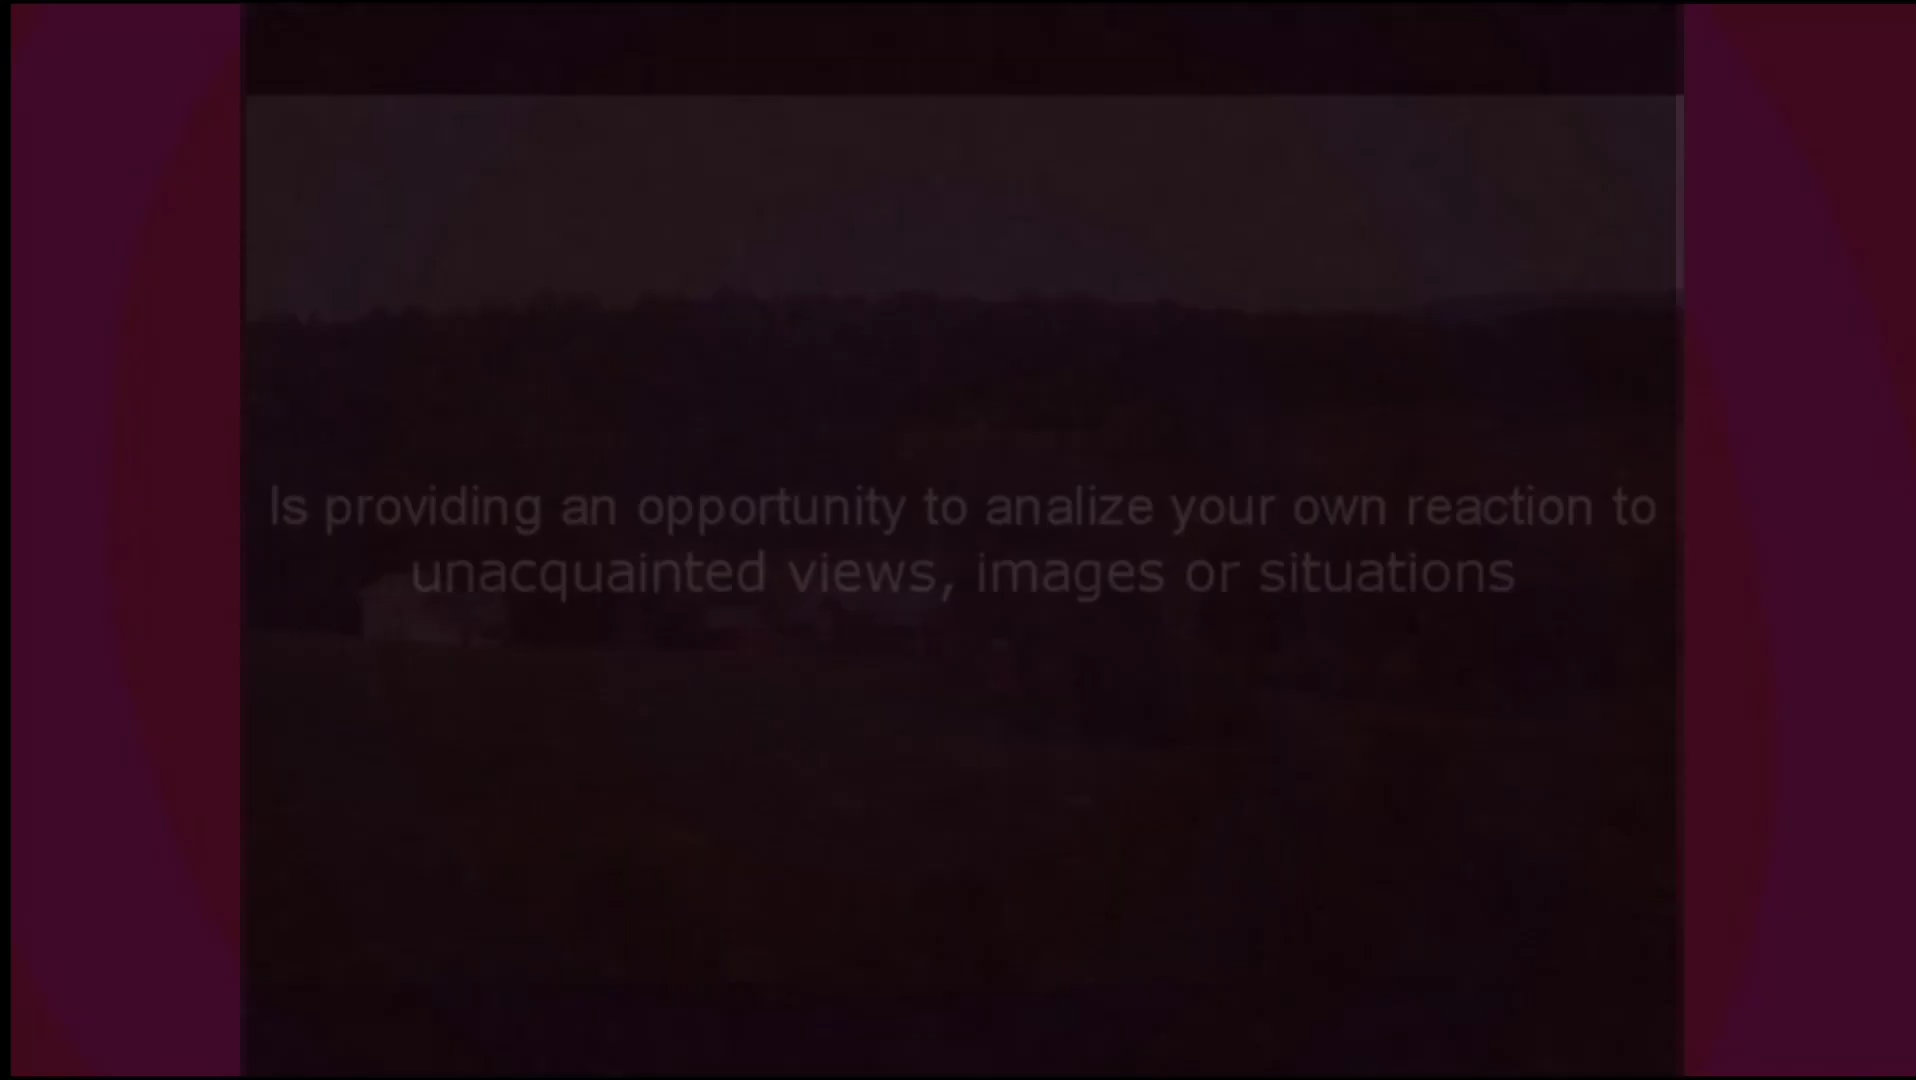 Is providing an opportunity to analize your own reaction to
unacquainted views, images or situations